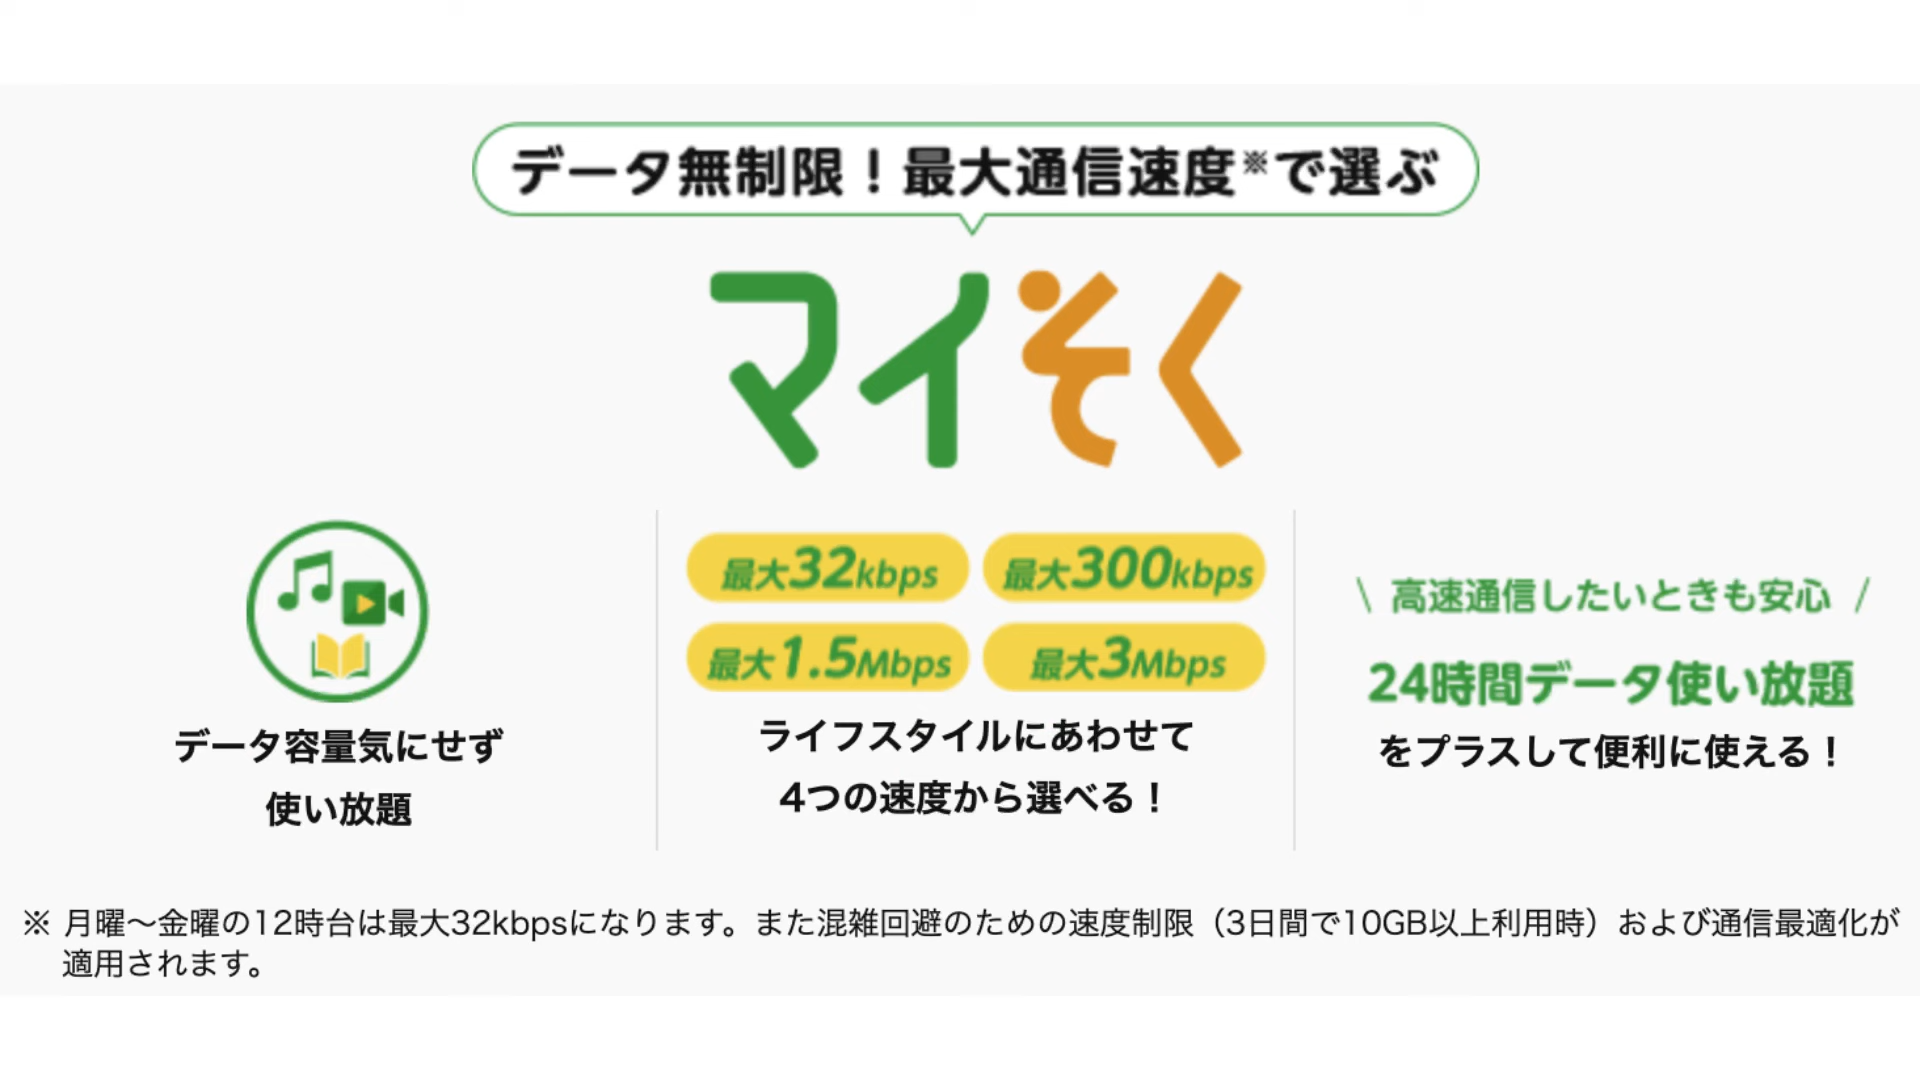 データ無制限！最大通信速度※で選ぶ
マイそく
データ容量気にせず
使い放題
最大32kbps
最大300kbps
最大1.5Mbps
最大3Mbps
ライフスタイルにあわせて
4つの速度から選べる！
\ 高速通信したいときも安心 /
24時間データ使い放題
をプラスして便利に使える！
※ 月曜〜金曜の12時台は最大32kbpsになります。また混雑回避のための速度制限（3日間で10GB以上利用時）および通信最適化が
適用されます。